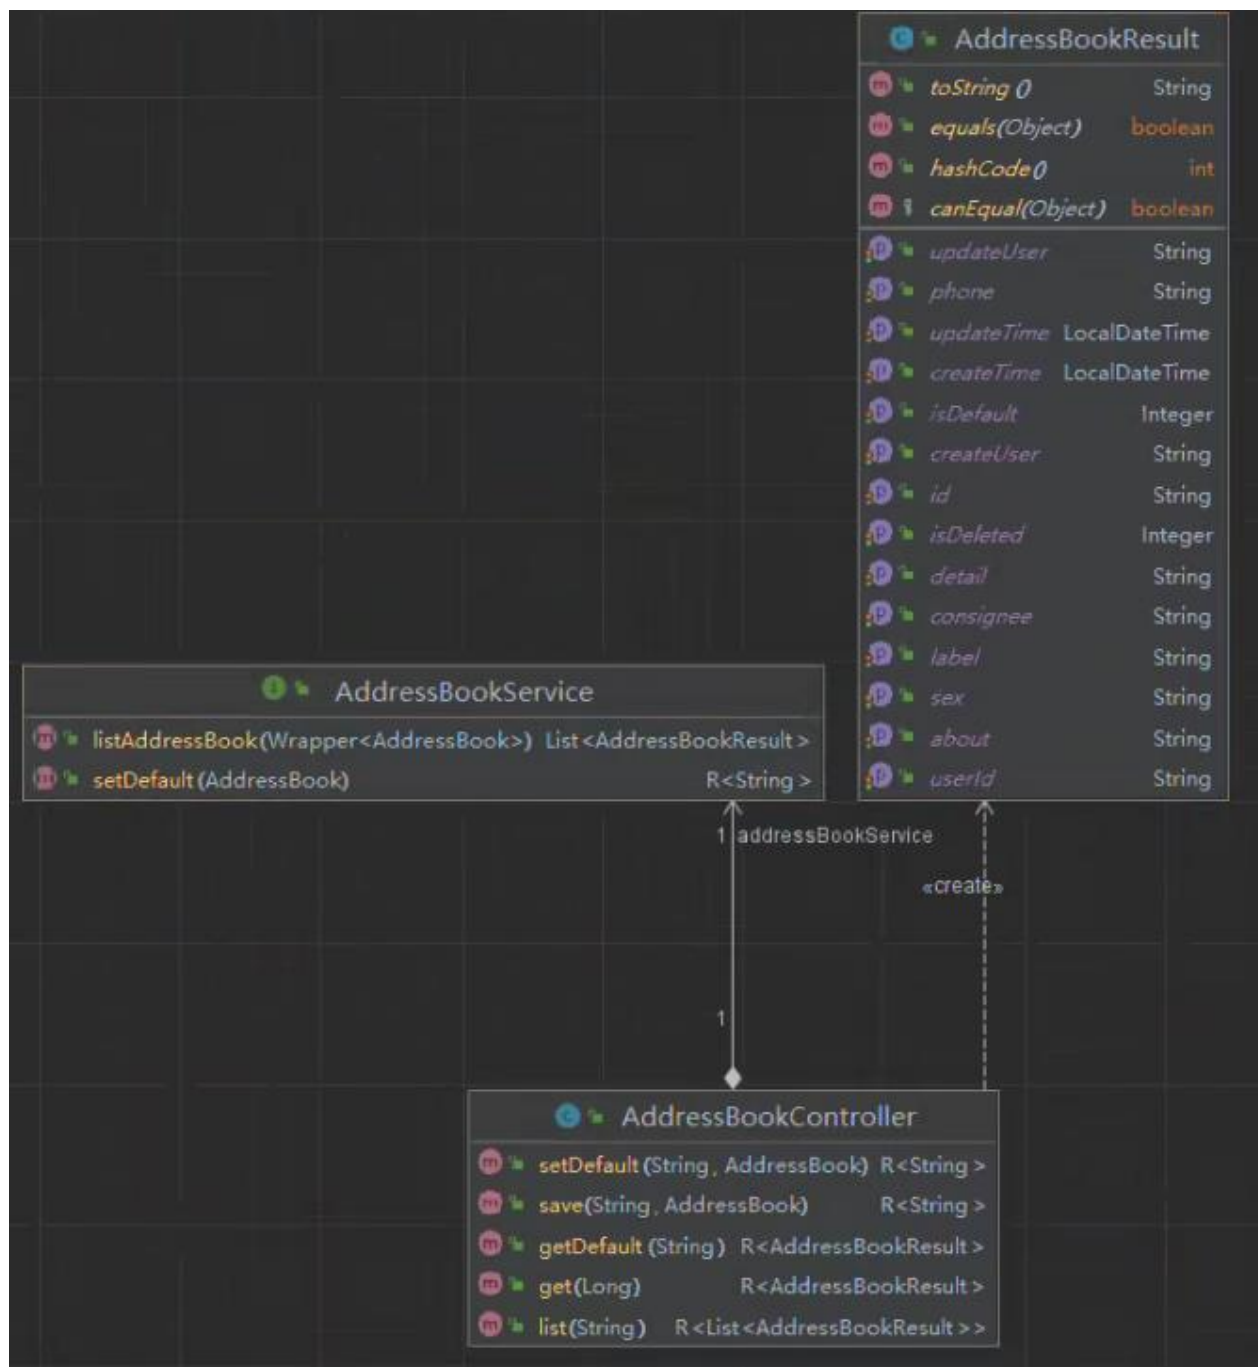 AddressBookResult
toString() String
equals(Object) boolean
hashCode() int
canEqual(Object) boolean
updateUser String
phone String
updateTime LocalDateTime
createTime LocalDateTime
isDefault Integer
createUser String
id String
isDeleted Integer
detail String
consignee String
label String
sex String
about String
userId String
AddressBookService
listAddressBook(Wrapper<AddressBook>) List<AddressBookResult>
setDefault(AddressBook) R<String>
1 addressBookService
«create»
1
AddressBookController
setDefault(String, AddressBook) R<String>
save(String, AddressBook) R<String>
getDefault(String) R<AddressBookResult>
get(Long) R<AddressBookResult>
list(String) R<List<AddressBookResult>>